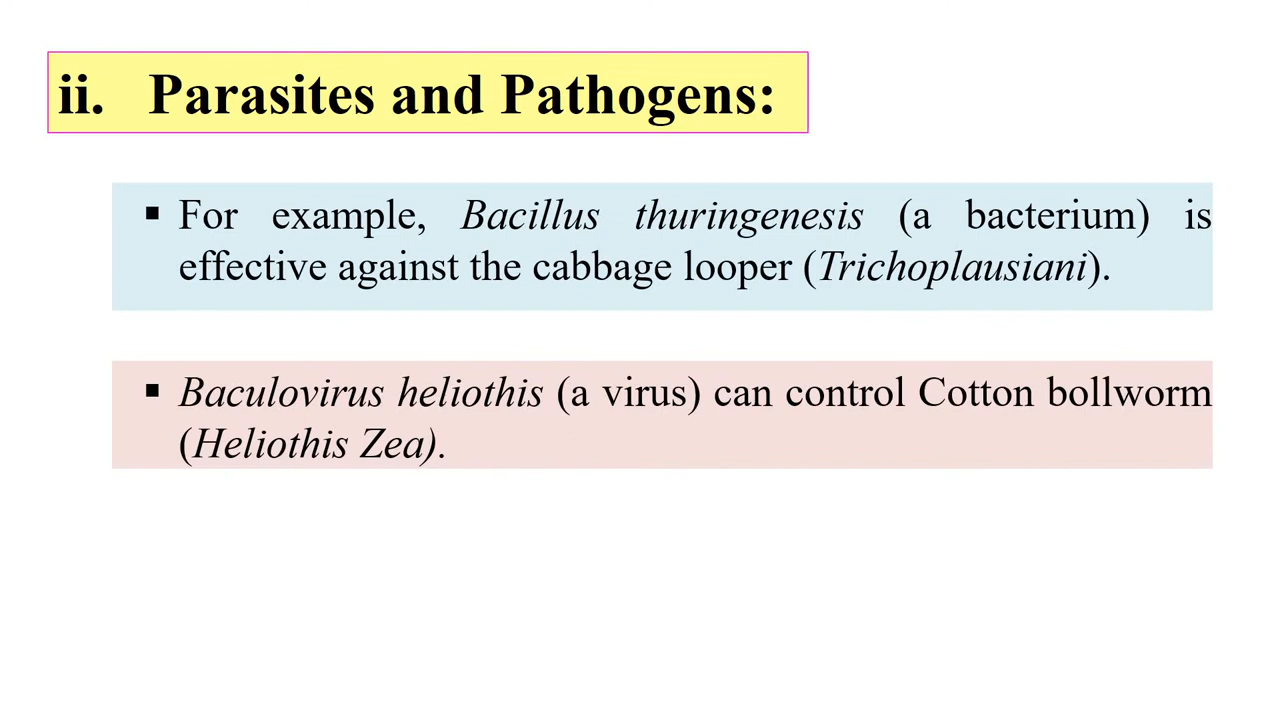 ii. Parasites and Pathogens:
▪ For example, Bacillus thuringenesis (a bacterium) is
effective against the cabbage looper (Trichoplausiani).
▪ Baculovirus heliothis (a virus) can control Cotton bollworm
(Heliothis Zea).